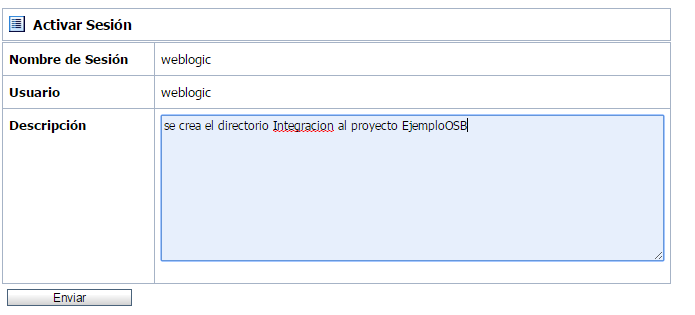 Activar Sesión
Nombre de Sesión weblogic
Usuario weblogic
Descripción se crea el directorio Integracion al proyecto EjemploOSB
Enviar